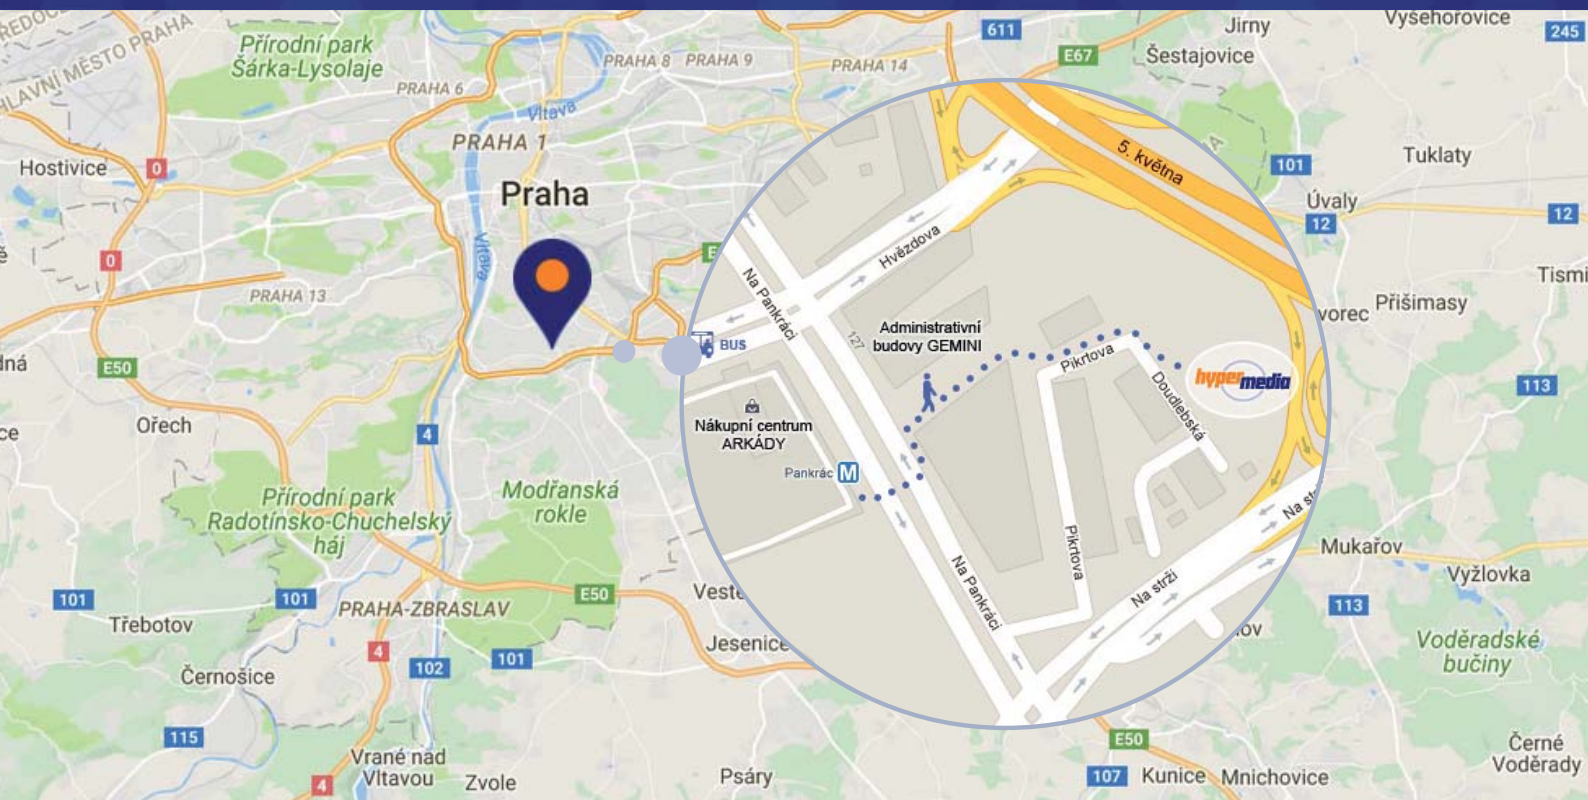 HLAVNÍ MĚSTO PRAHA
Přírodní park
Šárka-Lysolaje
PRAHA 6
PRAHA 8
PRAHA 9
PRAHA 14
611
E67
Jirny
Šestajovice
Vyšehořovice
245
Vltava
PRAHA 1
Praha
Hostivice
0
5. května
101
Tuklaty
Úvaly
12
12
0
Vltava
PRAHA 13
Hvězdova
Na Pankráci
127
Administrativní
budovy GEMINI
BUS
Pikrtova
Doudlebská
hypermedia
Přišimasy
E50
113
Nákupní centrum
ARKÁDY
Pankrác M
Ořech
4
Přírodní park
Radotínsko-Chuchelský
háj
Modřanská
rokle
Pikrtova
Na Pankráci
Na strži
Mukařov
Vyžlovka
101
101
PRAHA-ZBRASLAV
E50
113
Třebotov
4
102
101
Jesenice
Voděradské
bučiny
Černošice
115
Vrané nad
Vltavou
4
Zvole
Psáry
E50
107
Kunice
Mnichovice
Černé
Voděrady